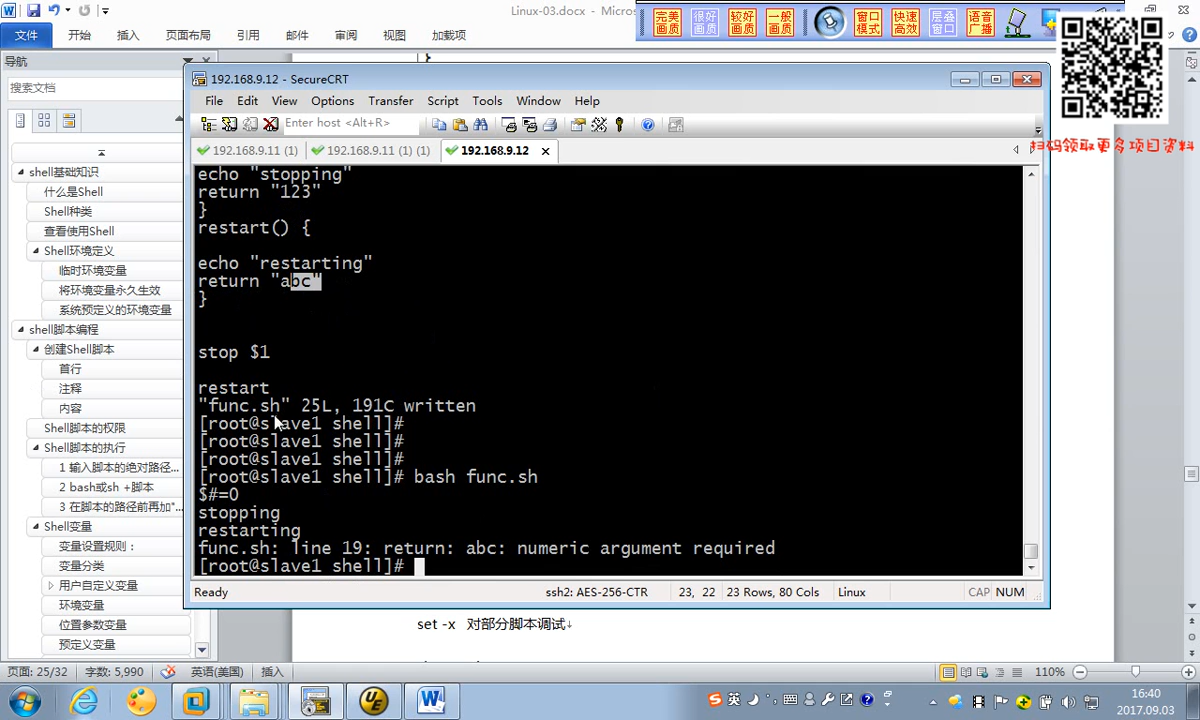 Linux-03.docx - Micros
文件 开始 插入 页面布局 引用 邮件 审阅 视图 加载项
完美画质 很好画质 较好画质 一般画质 窗口模式 快速高效 层叠窗口 语音广播
扫码领取更多项目资料
导航
搜索文档
shell基础知识
什么是Shell
Shell种类
查看使用Shell
Shell环境定义
临时环境变量
将环境变量永久生效
系统预定义的环境变量
shell脚本编程
创建Shell脚本
首行
注释
内容
Shell脚本的权限
Shell脚本的执行
1 输入脚本的绝对路径...
2 bash或sh +脚本
3 在脚本的路径前再加"...
Shell变量
变量设置规则：
变量分类
用户自定义变量
环境变量
位置参数变量
预定义变量
192.168.9.12 - SecureCRT
File Edit View Options Transfer Script Tools Window Help
Enter host <Alt+R>
192.168.9.11 (1) 192.168.9.11 (1) (1) 192.168.9.12
echo "stopping"
return "123"
}
restart() {
echo "restarting"
return "abc"
}
stop $1
restart
"func.sh" 25L, 191C written
[root@slave1 shell]#
[root@slave1 shell]#
[root@slave1 shell]#
[root@slave1 shell]# bash func.sh
$#=0
stopping
restarting
func.sh: line 19: return: abc: numeric argument required
[root@slave1 shell]#
Ready ssh2: AES-256-CTR 23, 22 23 Rows, 80 Cols Linux CAP NUM
set -x 对部分脚本调试
页面: 25/32 字数: 5,990 英语(美国) 插入 110%
英
16:40
2017.09.03